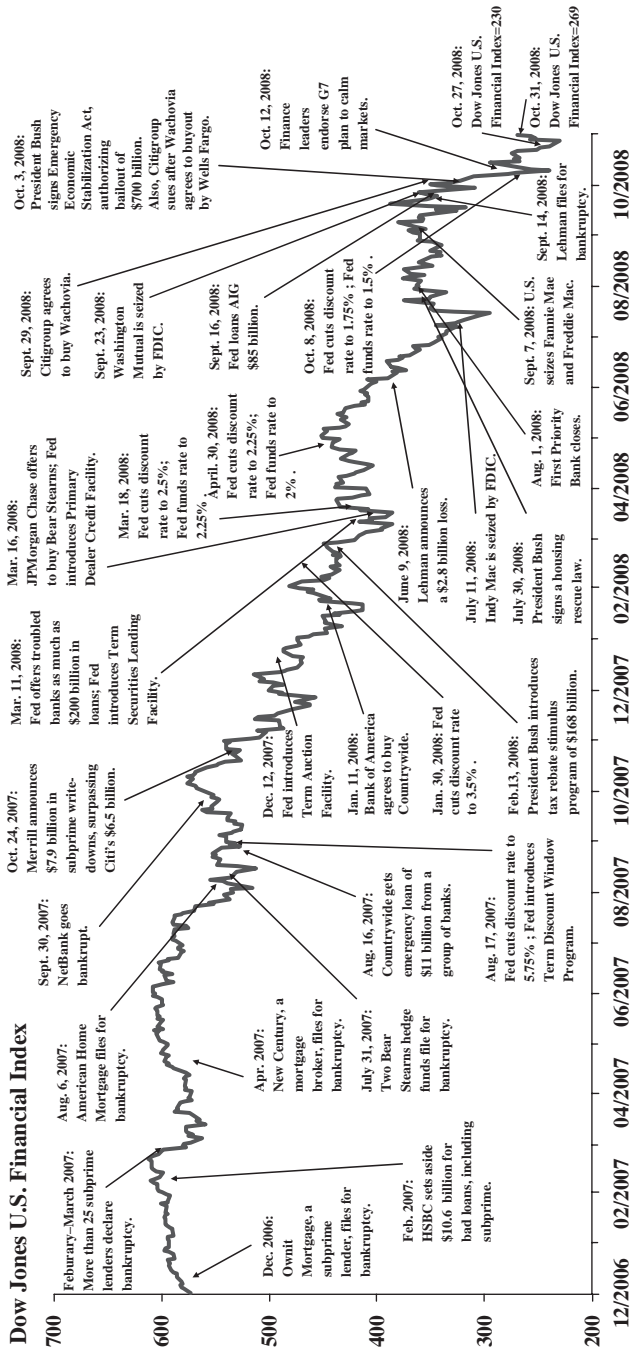 Dow Jones U.S. Financial Index
700
600
500
400
300
200
12/2006
02/2007
04/2007
06/2007
08/2007
10/2007
12/2007
02/2008
04/2008
06/2008
08/2008
10/2008
Feburary–March 2007:
More than 25 subprime
lenders declare
bankruptcy.
Dec. 2006:
Ownit
Mortgage, a
subprime
lender, files for
bankruptcy.
Feb. 2007:
HSBC sets aside
$10.6 billion for
bad loans, including
subprime.
Aug. 6, 2007:
American Home
Mortgage files for
bankruptcy.
Apr. 2007:
New Century, a
mortgage
broker, files for
bankruptcy.
July 31, 2007:
Two Bear
Stearns hedge
funds file for
bankruptcy.
Sept. 30, 2007:
NetBank goes
bankrupt.
Aug. 16, 2007:
Countrywide gets
emergency loan of
$11 billion from a
group of banks.
Aug. 17, 2007:
Fed cuts discount rate to
5.75% ; Fed introduces
Term Discount Window
Program.
Oct. 24, 2007:
Merrill announces
$7.9 billion in
subprime write-
downs, surpassing
Citi's $6.5 billion.
Dec. 12, 2007:
Fed introduces
Term Auction
Facility.
Jan. 11, 2008:
Bank of America
agrees to buy
Countrywide.
Jan. 30, 2008: Fed
cuts discount rate
to 3.5% .
Feb.13, 2008:
President Bush introduces
tax rebate stimulus
program of $168 billion.
Mar. 11, 2008:
Fed offers troubled
banks as much as
$200 billion in
loans; Fed
introduces Term
Securities Lending
Facility.
Mar. 16, 2008:
JPMorgan Chase offers
to buy Bear Stearns; Fed
introduces Primary
Dealer Credit Facility.
Mar. 18, 2008:
Fed cuts discount
rate to 2.5%;
Fed funds rate to
2.25% .
April. 30, 2008:
Fed cuts discount
rate to 2.25%;
Fed funds rate to
2% .
June 9, 2008:
Lehman announces
a $2.8 billion loss.
July 11, 2008:
Indy Mac is seized by FDIC.
July 30, 2008:
President Bush
signs a housing
rescue law.
Aug. 1, 2008:
First Priority
Bank closes.
Sept. 7, 2008: U.S.
seizes Fannie Mae
and Freddie Mac.
Sept. 14, 2008:
Lehman files for
bankruptcy.
Sept. 29, 2008:
Citigroup agrees
to buy Wachovia.
Sept. 23, 2008:
Washington
Mutual is seized
by FDIC.
Sept. 16, 2008:
Fed loans AIG
$85 billion.
Oct. 8, 2008:
Fed cuts discount
rate to 1.75% ; Fed
funds rate to 1.5% .
Oct. 3, 2008:
President Bush
signs Emergency
Economic
Stabilization Act,
authorizing
bailout of
$700 billion.
Also, Citigroup
sues after Wachovia
agrees to buyout
by Wells Fargo.
Oct. 12, 2008:
Finance
leaders
endorse G7
plan to calm
markets.
Oct. 27, 2008:
Dow Jones U.S.
Financial Index=230
Oct. 31, 2008:
Dow Jones U.S.
Financial Index=269